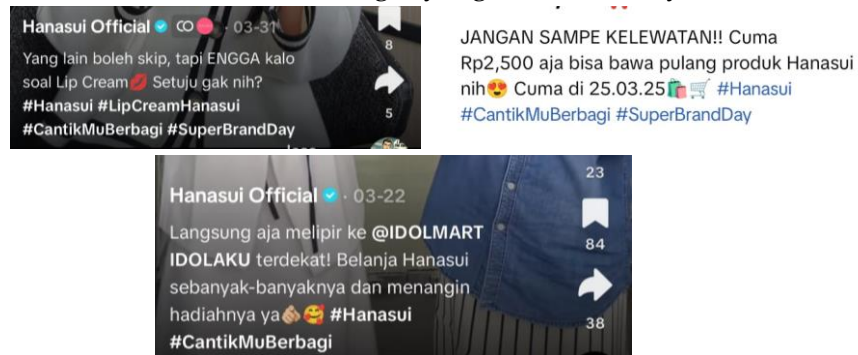 Hanasui Official · 03-31
Yang lain boleh skip, tapi ENGGA kalo
soal Lip Cream💋 Setuju gak nih?
#Hanasui #LipCreamHanasui
#CantikMuBerbagi #SuperBrandDay
8
5
JANGAN SAMPE KELEWATAN!! Cuma
Rp2,500 aja bisa bawa pulang produk Hanasui
nih😍 Cuma di 25.03.25🛍️🛒 #Hanasui
#CantikMuBerbagi #SuperBrandDay
Hanasui Official · 03-22
Langsung aja melipir ke @IDOLMART
IDOLAKU terdekat! Belanja Hanasui
sebanyak-banyaknya dan menangin
hadiahnya ya🫵🏼🥰 #Hanasui
#CantikMuBerbagi
23
84
38